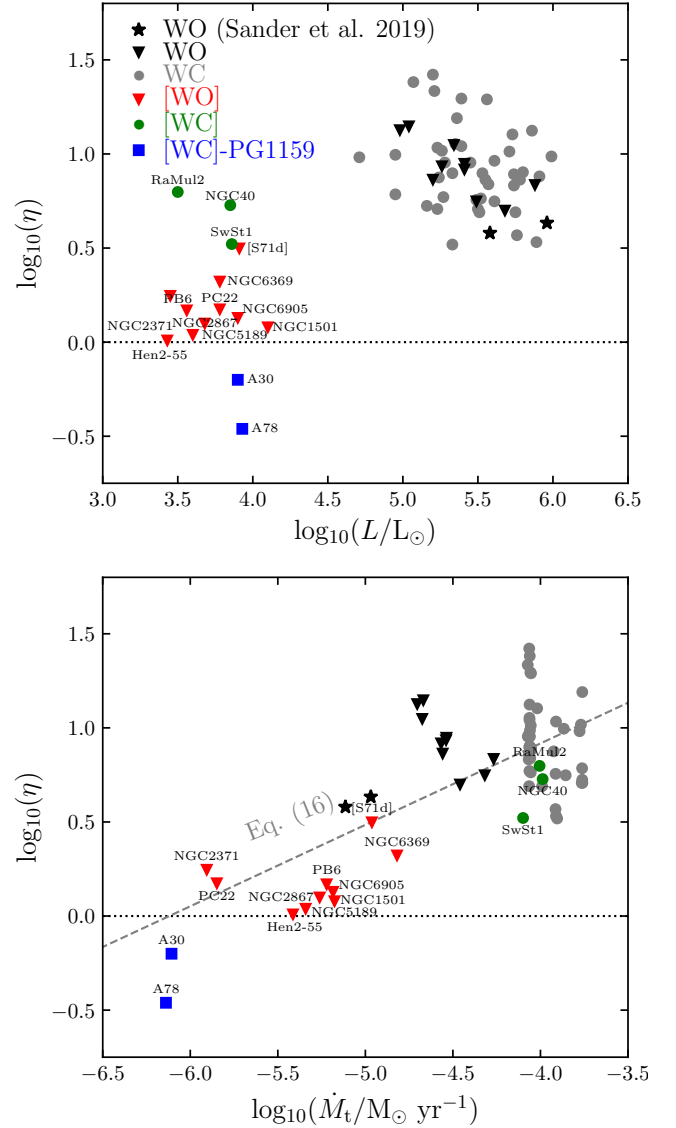 WO (Sander et al. 2019)
WO
WC
[WO]
[WC]
[WC]-PG1159
RaMul2
NGC40
SwSt1
[S71d]
NGC6369
PB6
PC22
NGC6905
NGC2371
NGC2867
NGC1501
NGC5189
Hen2-55
A30
A78
1.5
1.0
0.5
0.0
−0.5
log₁₀(η)
3.0 3.5 4.0 4.5 5.0 5.5 6.0 6.5
log₁₀(L/L☉)
1.5
1.0
0.5
0.0
−0.5
log₁₀(η)
RaMul2
NGC40
SwSt1
[S71d]
Eq. (16)
NGC6369
NGC2371
PC22
PB6
NGC6905
NGC2867
NGC1501
NGC5189
Hen2-55
A30
A78
−6.5 −6.0 −5.5 −5.0 −4.5 −4.0 −3.5
log₁₀(Ṁₜ/M☉ yr⁻¹)